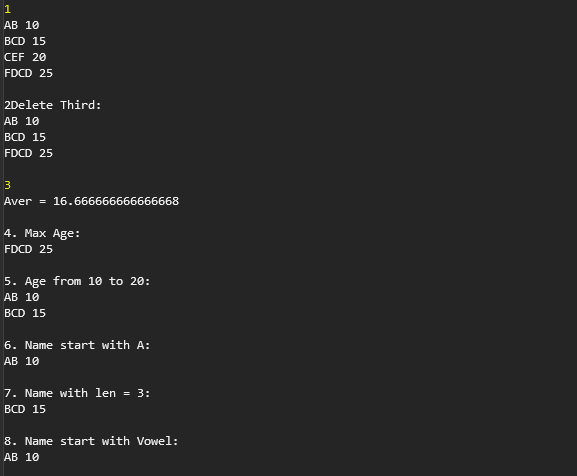 1
AB 10
BCD 15
CEF 20
FDCD 25
2Delete Third:
AB 10
BCD 15
FDCD 25
3
Aver = 16.666666666666668
4. Max Age:
FDCD 25
5. Age from 10 to 20:
AB 10
BCD 15
6. Name start with A:
AB 10
7. Name with len = 3:
BCD 15
8. Name start with Vowel:
AB 10